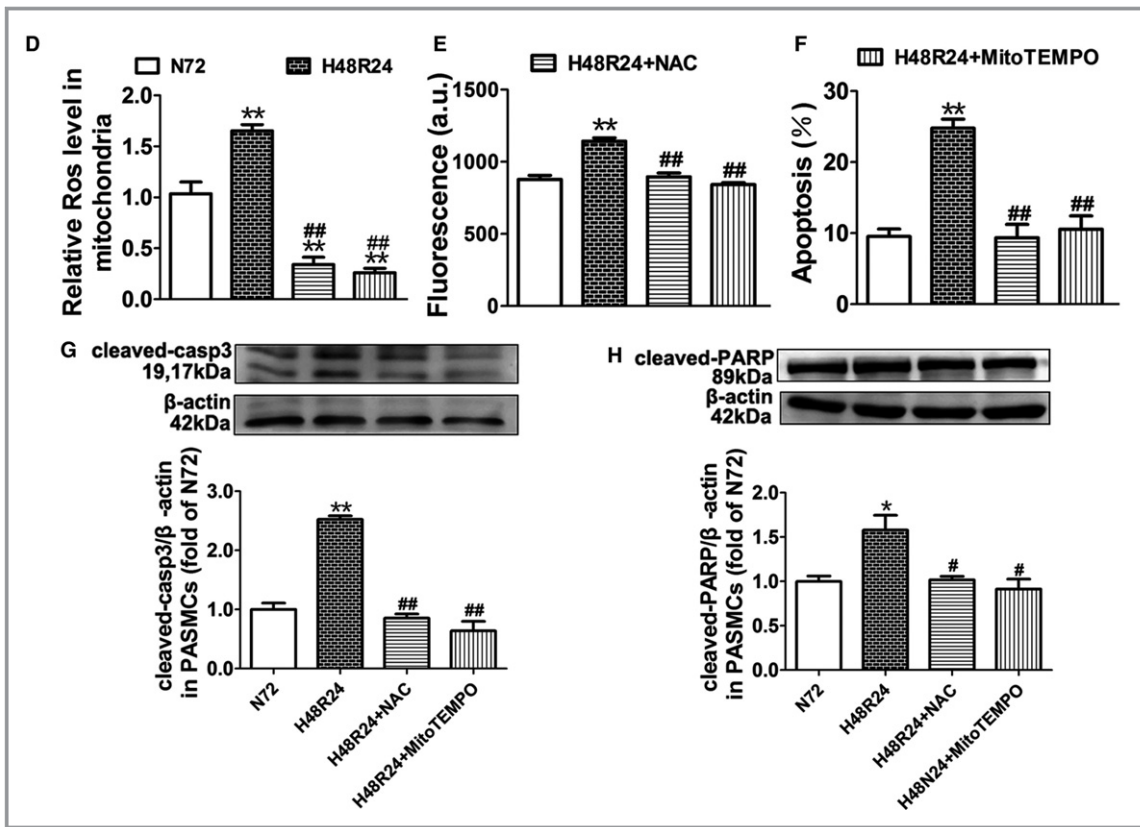 D
E
F
N72
H48R24
H48R24+NAC
H48R24+MitoTEMPO
Relative Ros level in
mitochondria
2.0
1.5
1.0
0.5
0.0
**
##
**
##
**
Fluorescence (a.u.)
1500
1000
500
0
**
##
##
Apoptosis (%)
30
20
10
0
**
##
##
G
cleaved-casp3
19,17kDa
β-actin
42kDa
cleaved-casp3/β -actin
in PASMCs (fold of N72)
3.0
2.0
1.0
0.0
**
##
##
N72
H48R24
H48R24+NAC
H48R24+MitoTEMPO
H
cleaved-PARP
89kDa
β-actin
42kDa
cleaved-PARP/β -actin
in PASMCs (fold of N72)
2.0
1.5
1.0
0.5
0.0
*
#
#
N72
H48R24
H48R24+NAC
H48N24+MitoTEMPO